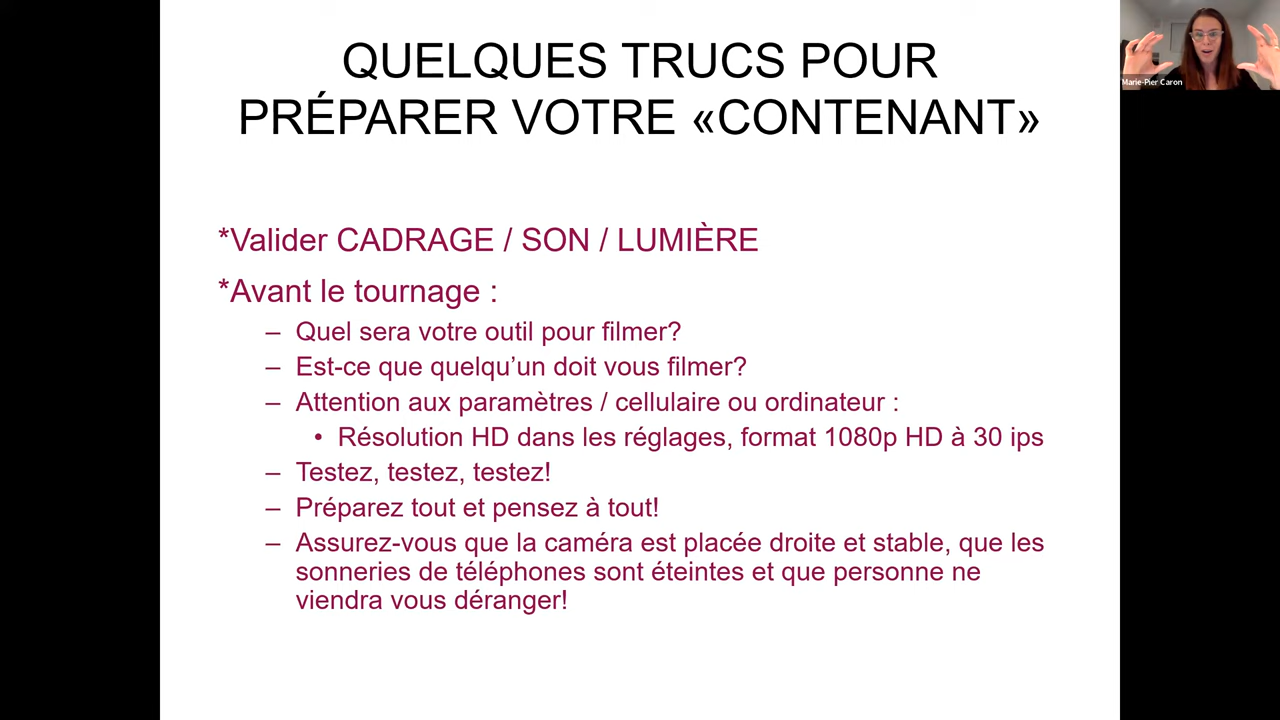 QUELQUES TRUCS POUR
PRÉPARER VOTRE «CONTENANT»
Marie-Pier Caron
*Valider CADRAGE / SON / LUMIÈRE
*Avant le tournage :
– Quel sera votre outil pour filmer?
– Est-ce que quelqu’un doit vous filmer?
– Attention aux paramètres / cellulaire ou ordinateur :
• Résolution HD dans les réglages, format 1080p HD à 30 ips
– Testez, testez, testez!
– Préparez tout et pensez à tout!
– Assurez-vous que la caméra est placée droite et stable, que les
sonneries de téléphones sont éteintes et que personne ne
viendra vous déranger!